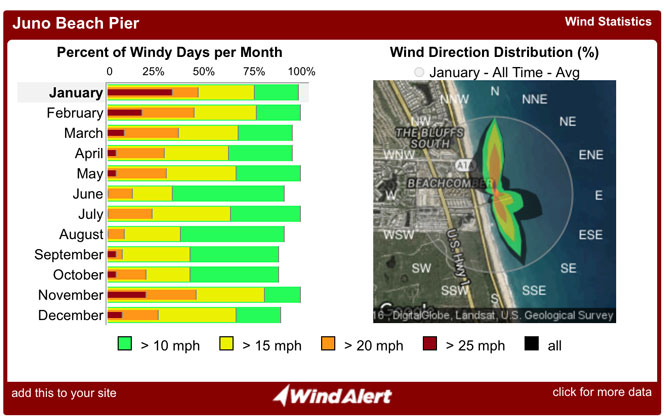 Juno Beach Pier
Wind Statistics
Percent of Windy Days per Month
0 25% 50% 75% 100%
January
February
March
April
May
June
July
August
September
October
November
December
Wind Direction Distribution (%)
January - All Time - Avg
N
NNW NNE
NW NE
THE BLUFFS
SOUTH
WNW ENE
A1A
BEACHCOMBER
W E
WSW ESE
U.S. Hwy 1
SW SE
SSW SSE
S
, DigitalGlobe, Landsat, U.S. Geological Survey
> 10 mph > 15 mph > 20 mph > 25 mph all
add this to your site
WindAlert
click for more data